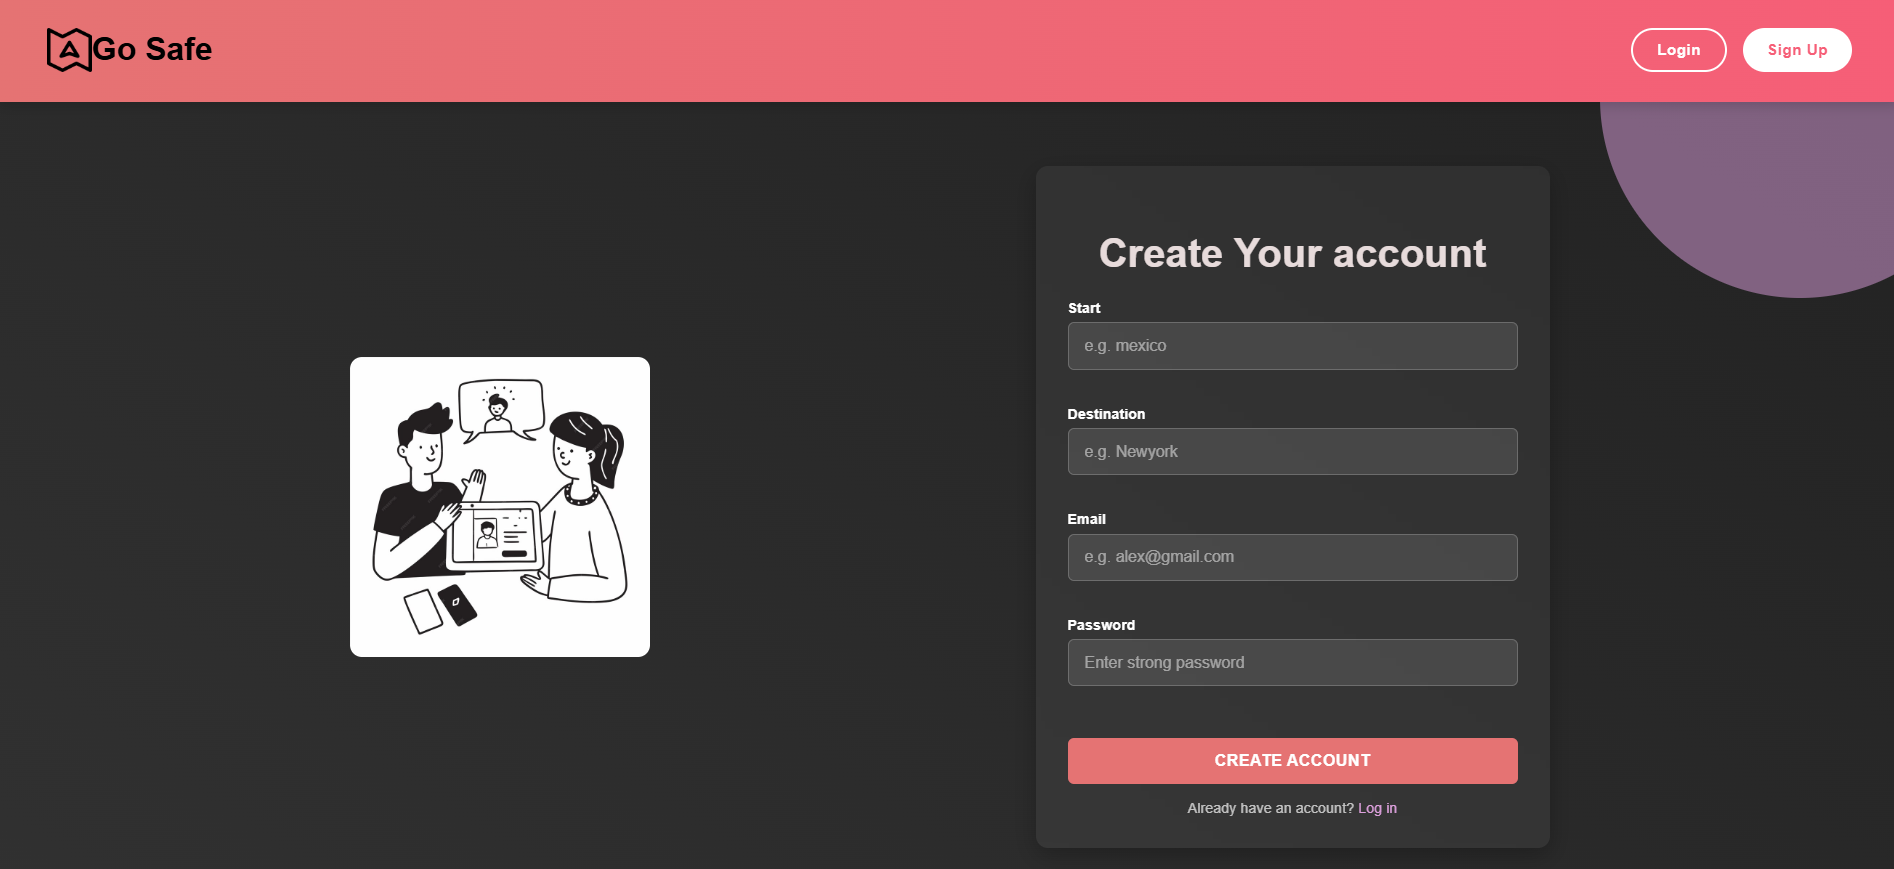 Go Safe
Login
Sign Up
Create Your account
Start
e.g. mexico
Destination
e.g. Newyork
Email
e.g. alex@gmail.com
Password
Enter strong password
CREATE ACCOUNT
Already have an account? Log in